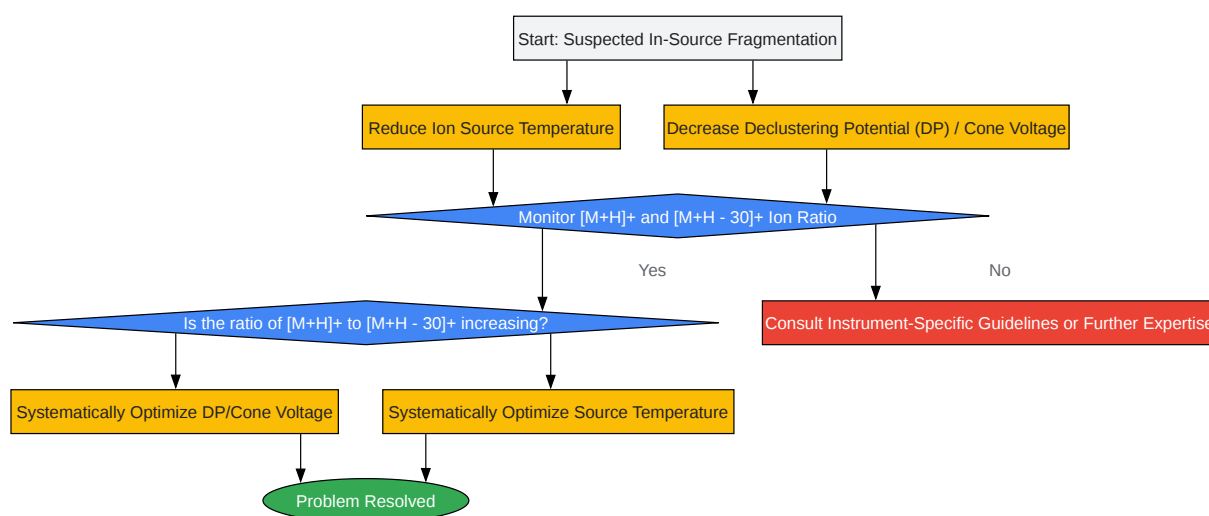 Start: Suspected In-Source Fragmentation
Reduce Ion Source Temperature
Decrease Declustering Potential (DP) / Cone Voltage
Monitor [M+H]+ and [M+H - 30]+ Ion Ratio
Yes
No
Is the ratio of [M+H]+ to [M+H - 30]+ increasing?
Consult Instrument-Specific Guidelines or Further Expertise
Systematically Optimize DP/Cone Voltage
Systematically Optimize Source Temperature
Problem Resolved